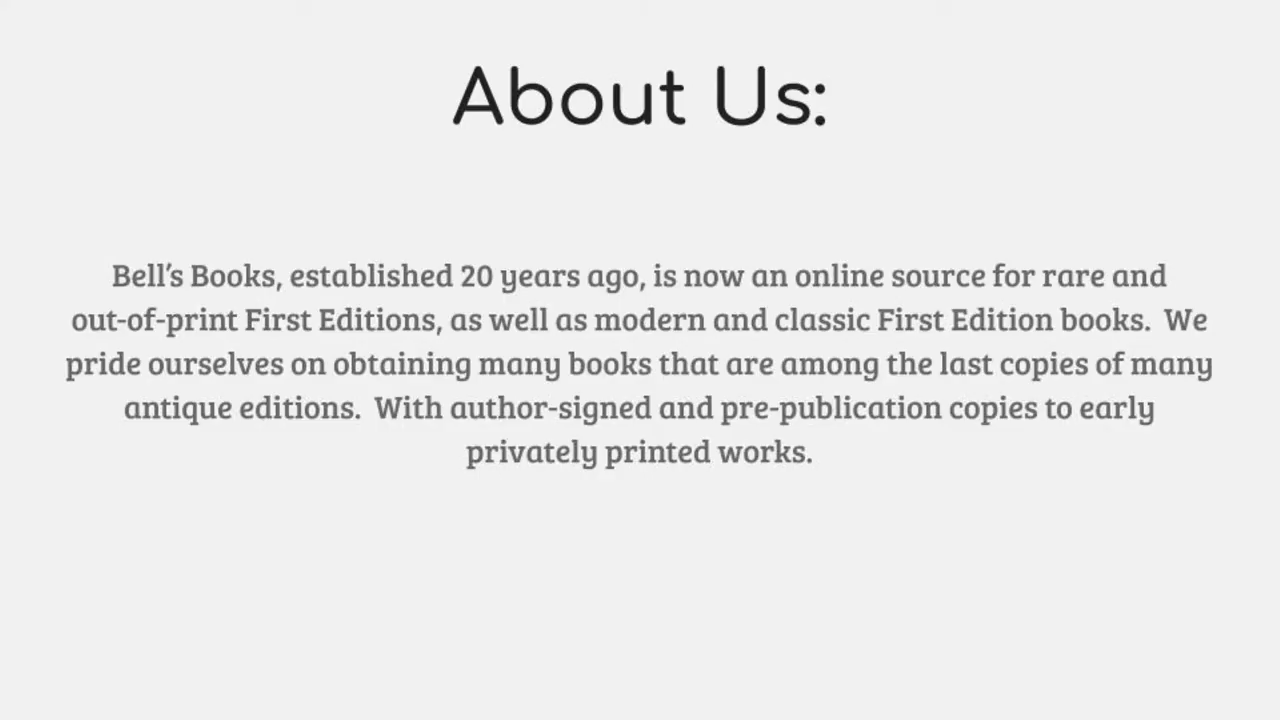 About Us:
Bell's Books, established 20 years ago, is now an online source for rare and
out-of-print First Editions, as well as modern and classic First Edition books.  We
pride ourselves on obtaining many books that are among the last copies of many
antique editions.  With author-signed and pre-publication copies to early
privately printed works.